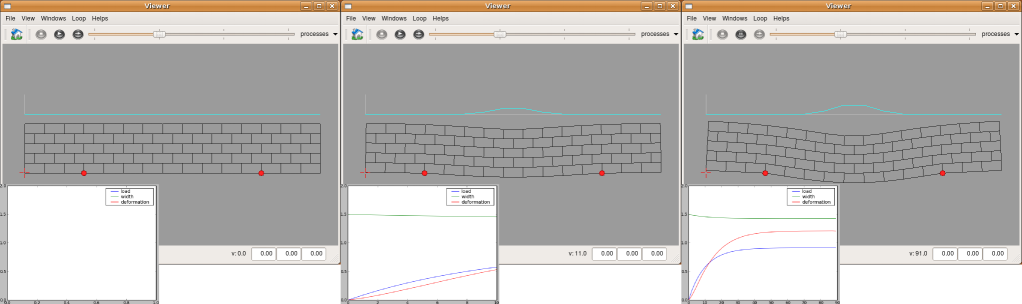 Viewer
File View Windows Loop Helps
processes
load
width
deformation
v: 0.0 0.00 0.00 0.00
Viewer
File View Windows Loop Helps
processes
load
width
deformation
v: 11.0 0.00 0.00 0.00
Viewer
File View Windows Loop Helps
processes
load
width
deformation
v: 91.0 0.00 0.00 0.00